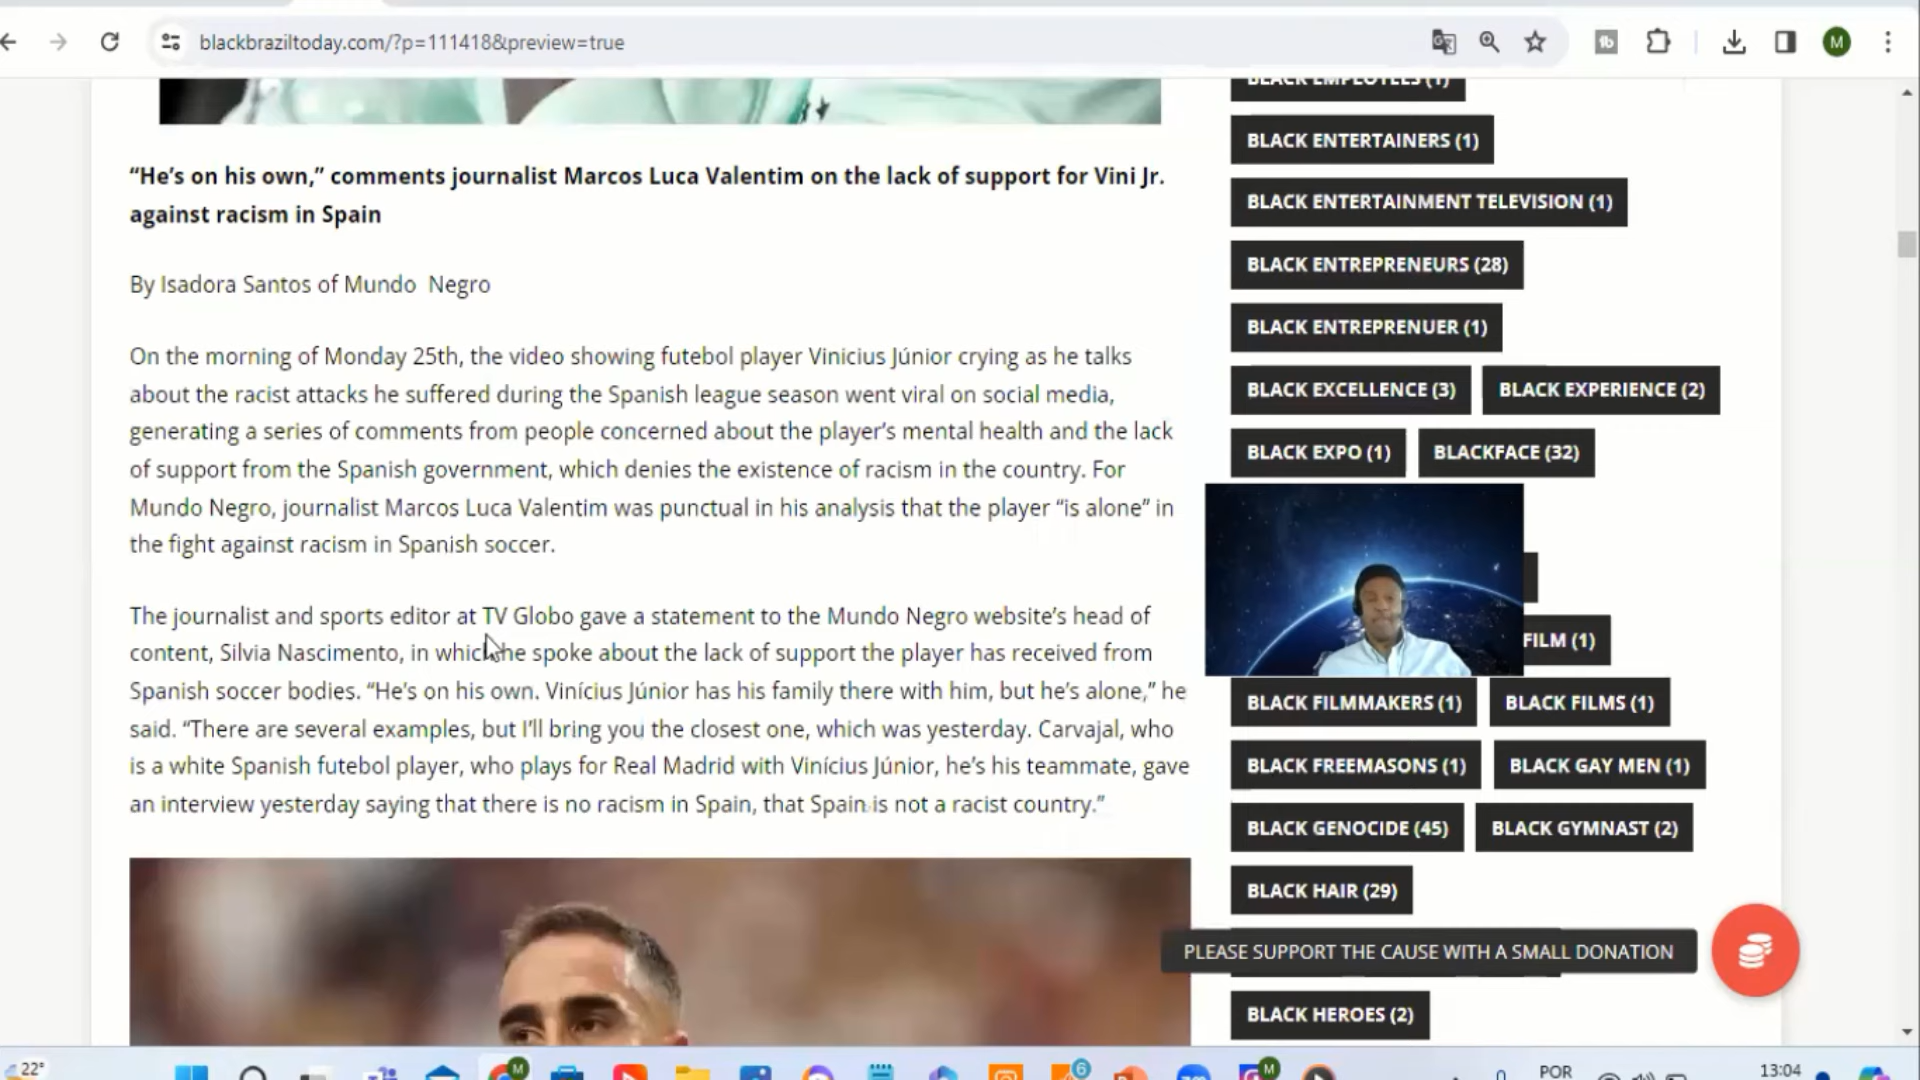 blackbraziltoday.com/?p=111418&preview=true
M
BLACK EMPLOYEES (1)
BLACK ENTERTAINERS (1)
BLACK ENTERTAINMENT TELEVISION (1)
BLACK ENTREPRENEURS (28)
BLACK ENTREPRENUER (1)
BLACK EXCELLENCE (3) BLACK EXPERIENCE (2)
BLACK EXPO (1) BLACKFACE (32)
FILM (1)
BLACK FILMMAKERS (1) BLACK FILMS (1)
BLACK FREEMASONS (1) BLACK GAY MEN (1)
BLACK GENOCIDE (45) BLACK GYMNAST (2)
BLACK HAIR (29)
PLEASE SUPPORT THE CAUSE WITH A SMALL DONATION
BLACK HEROES (2)
“He’s on his own,” comments journalist Marcos Luca Valentim on the lack of support for Vini Jr.
against racism in Spain
By Isadora Santos of Mundo Negro
On the morning of Monday 25th, the video showing futebol player Vinicius Júnior crying as he talks
about the racist attacks he suffered during the Spanish league season went viral on social media,
generating a series of comments from people concerned about the player’s mental health and the lack
of support from the Spanish government, which denies the existence of racism in the country. For
Mundo Negro, journalist Marcos Luca Valentim was punctual in his analysis that the player “is alone” in
the fight against racism in Spanish soccer.
The journalist and sports editor at TV Globo gave a statement to the Mundo Negro website’s head of
content, Silvia Nascimento, in which he spoke about the lack of support the player has received from
Spanish soccer bodies. “He’s on his own. Vinícius Júnior has his family there with him, but he’s alone,” he
said. “There are several examples, but I’ll bring you the closest one, which was yesterday. Carvajal, who
is a white Spanish futebol player, who plays for Real Madrid with Vinícius Júnior, he’s his teammate, gave
an interview yesterday saying that there is no racism in Spain, that Spain is not a racist country.”
22°
M
6
M
POR
13:04